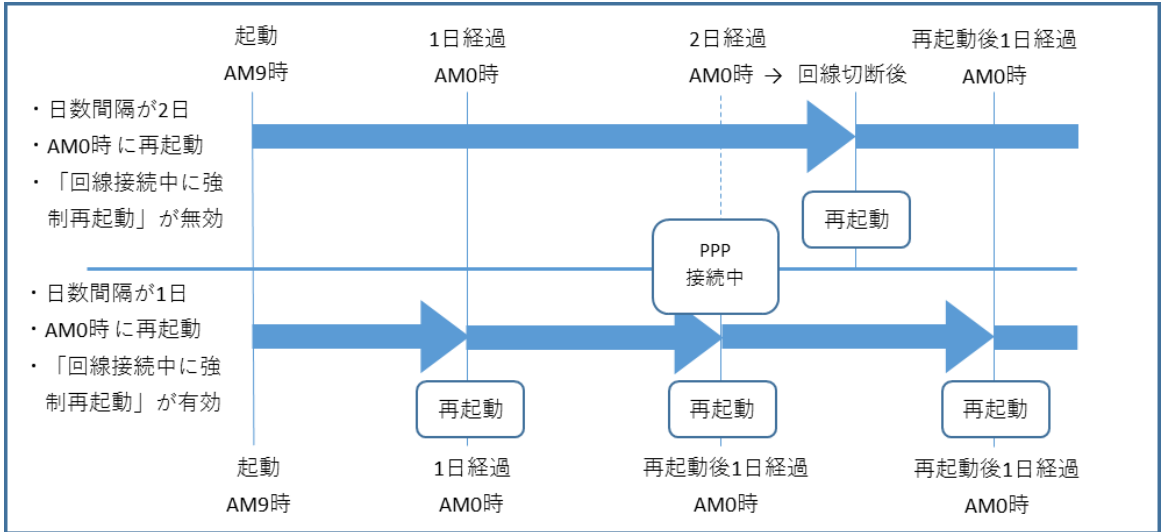 起動
AM9時
1日経過
AM0時
2日経過
AM0時 → 回線切断後
再起動後1日経過
AM0時
・日数間隔が2日
・AM0時 に再起動
・「回線接続中に強
制再起動」が無効
再起動
PPP
接続中
・日数間隔が1日
・AM0時 に再起動
・「回線接続中に強
制再起動」が有効
再起動
再起動
再起動
起動
AM9時
1日経過
AM0時
再起動後1日経過
AM0時
再起動後1日経過
AM0時